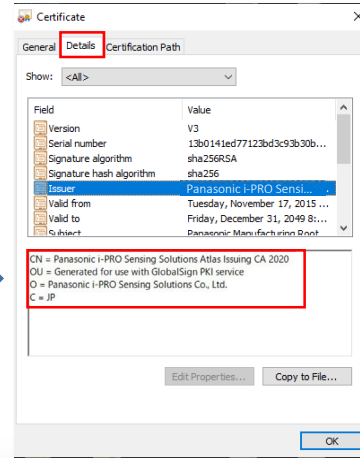 Certificate
General Details Certification Path
Show: <All>
Field Value
Version V3
Serial number 13b0141ed77123bd3c93b30b...
Signature algorithm sha256RSA
Signature hash algorithm sha256
Issuer Panasonic i-PRO Sensi... .
Valid from Tuesday, November 17, 2015 ...
Valid to Friday, December 31, 2049 8:...
Subject Panasonic Manufacturing Root
CN = Panasonic i-PRO Sensing Solutions Atlas Issuing CA 2020
OU = Generated for use with GlobalSign PKI service
O = Panasonic i-PRO Sensing Solutions Co., Ltd.
C = JP
Edit Properties... Copy to File...
OK